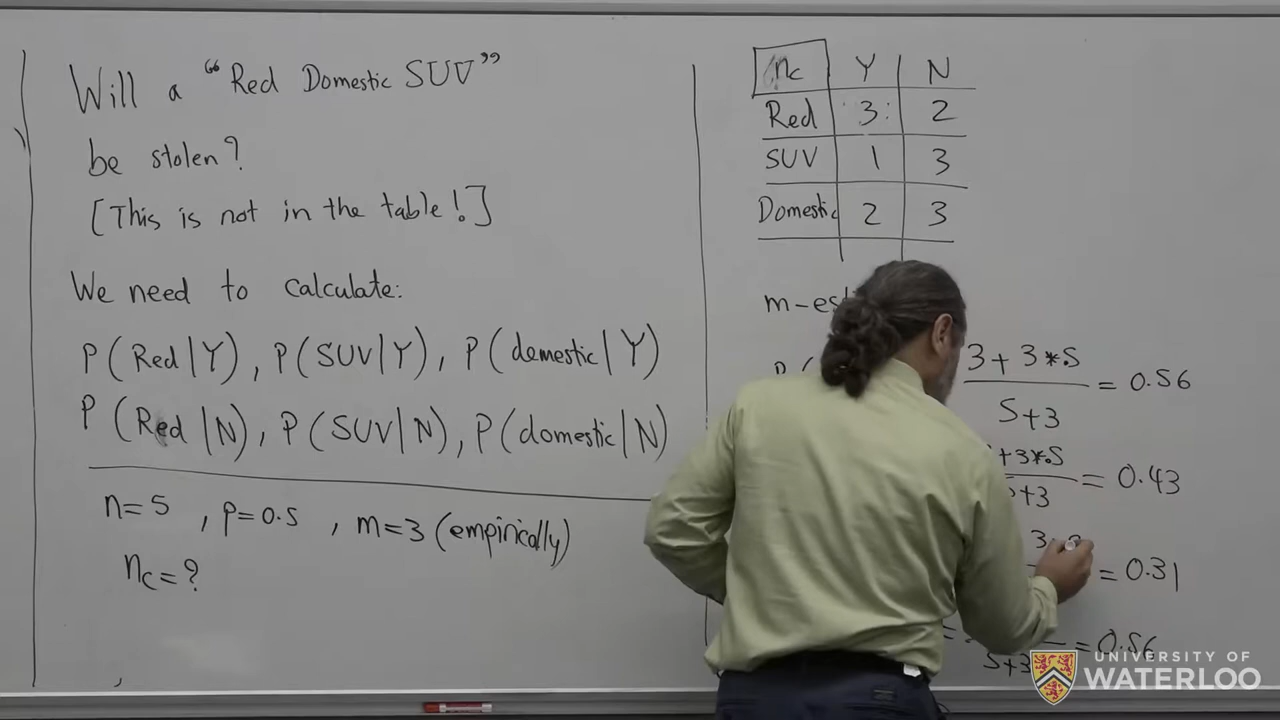 Will a “Red Domestic SUV”
be stolen?
[This is not in the table!]
We need to calculate:
P(Red|Y), P(SUV|Y), P(demestic|Y)
P(Red|N), P(SUV|N), P(domestic|N)
n=5 , p=0.5 , m=3 (empirically)
nc=?
nc Y N
Red 3 2
SUV 1 3
Domestic 2 3
3+3*.5
5+3
= 0.56
+3*.5
5+3
= 0.43
= 0.31
5+3
= 0.56
UNIVERSITY OF
WATERLOO